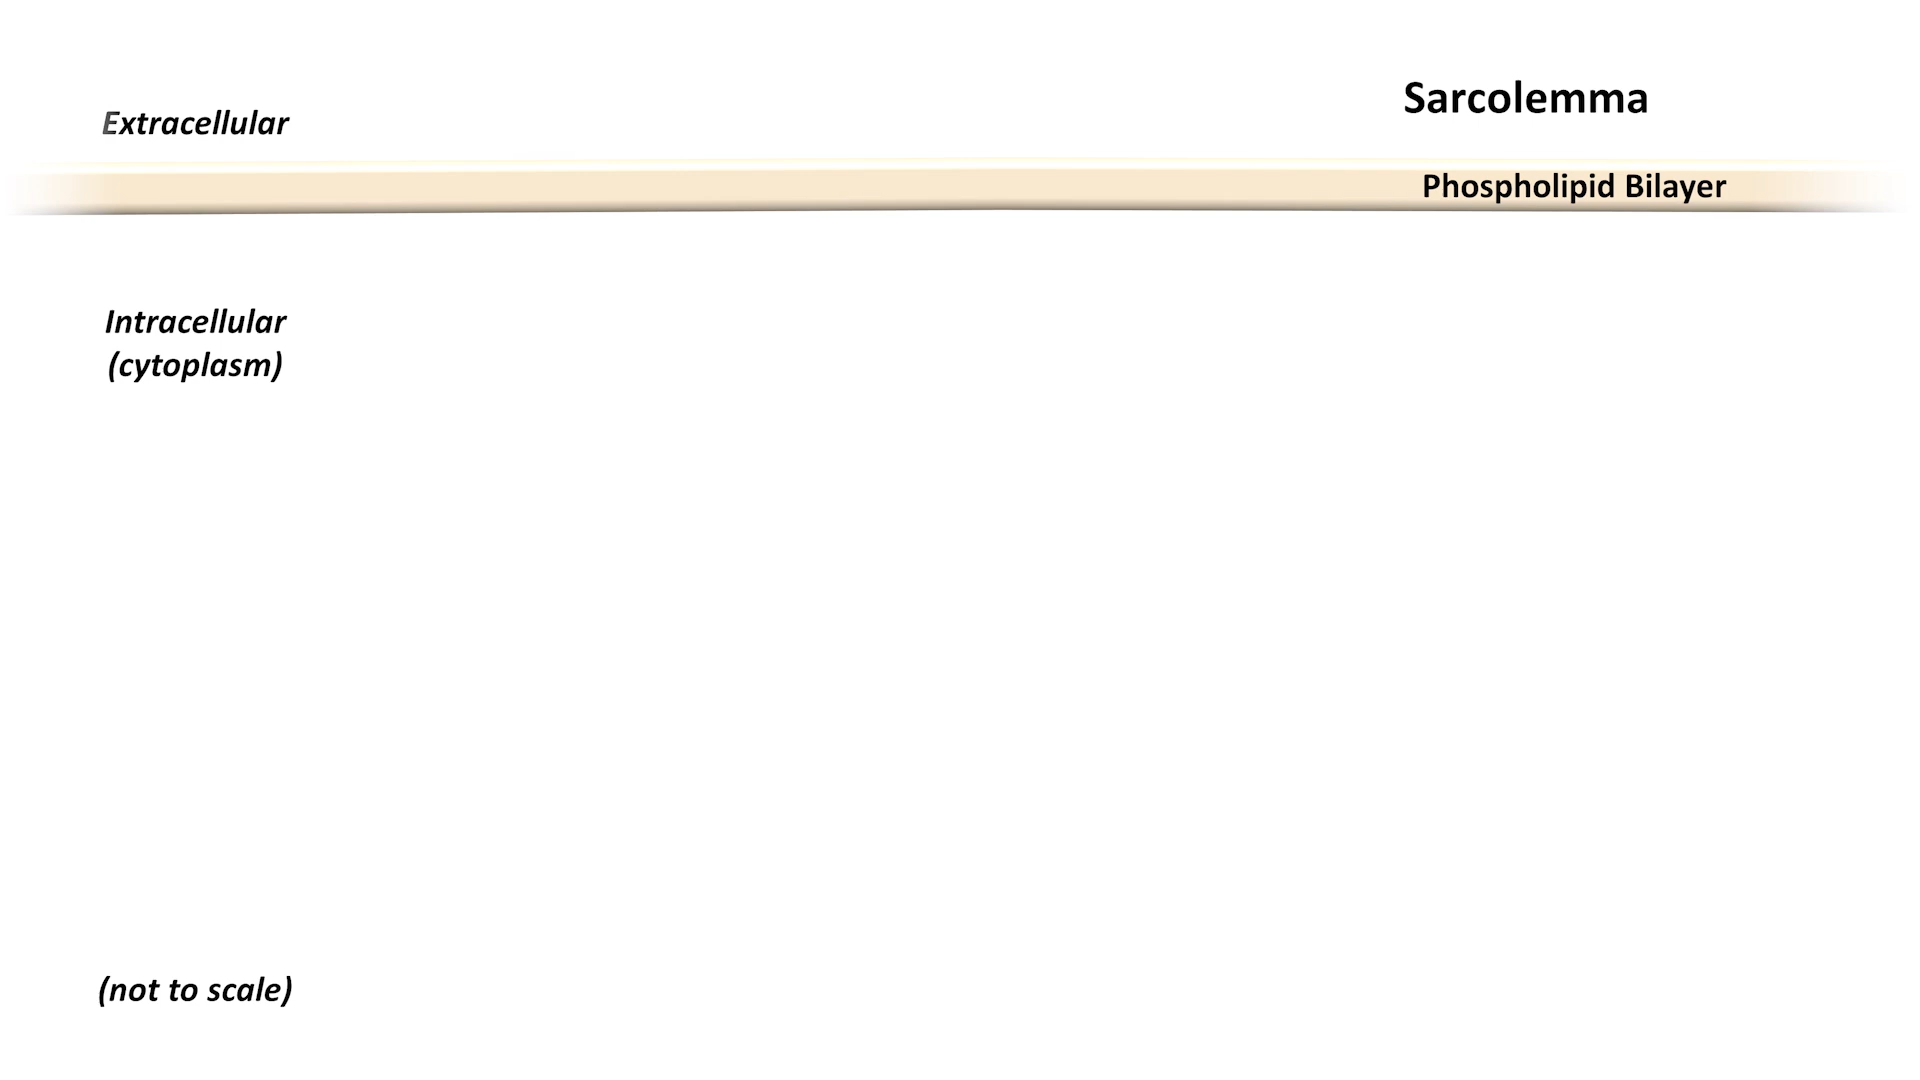 Sarcolemma
Extracellular
Phospholipid Bilayer
Intracellular
(cytoplasm)
(not to scale)